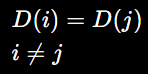 D(i) = D(j)
i ≠ j